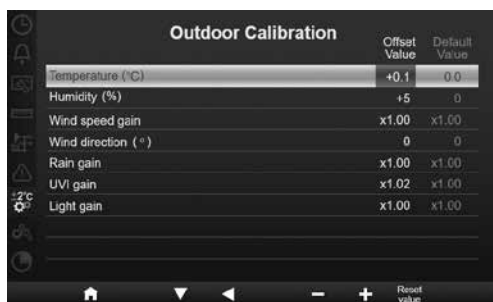 Outdoor Calibration
Offset Value
Default Value
Temperature (°C) +0.1 0.0
Humidity (%) +5 0
Wind speed gain x1.00 x1.00
Wind direction (°) 0 0
Rain gain x1.00 x1.00
UVI gain x1.02 x1.00
Light gain x1.00 x1.00
±2°C
Reset value